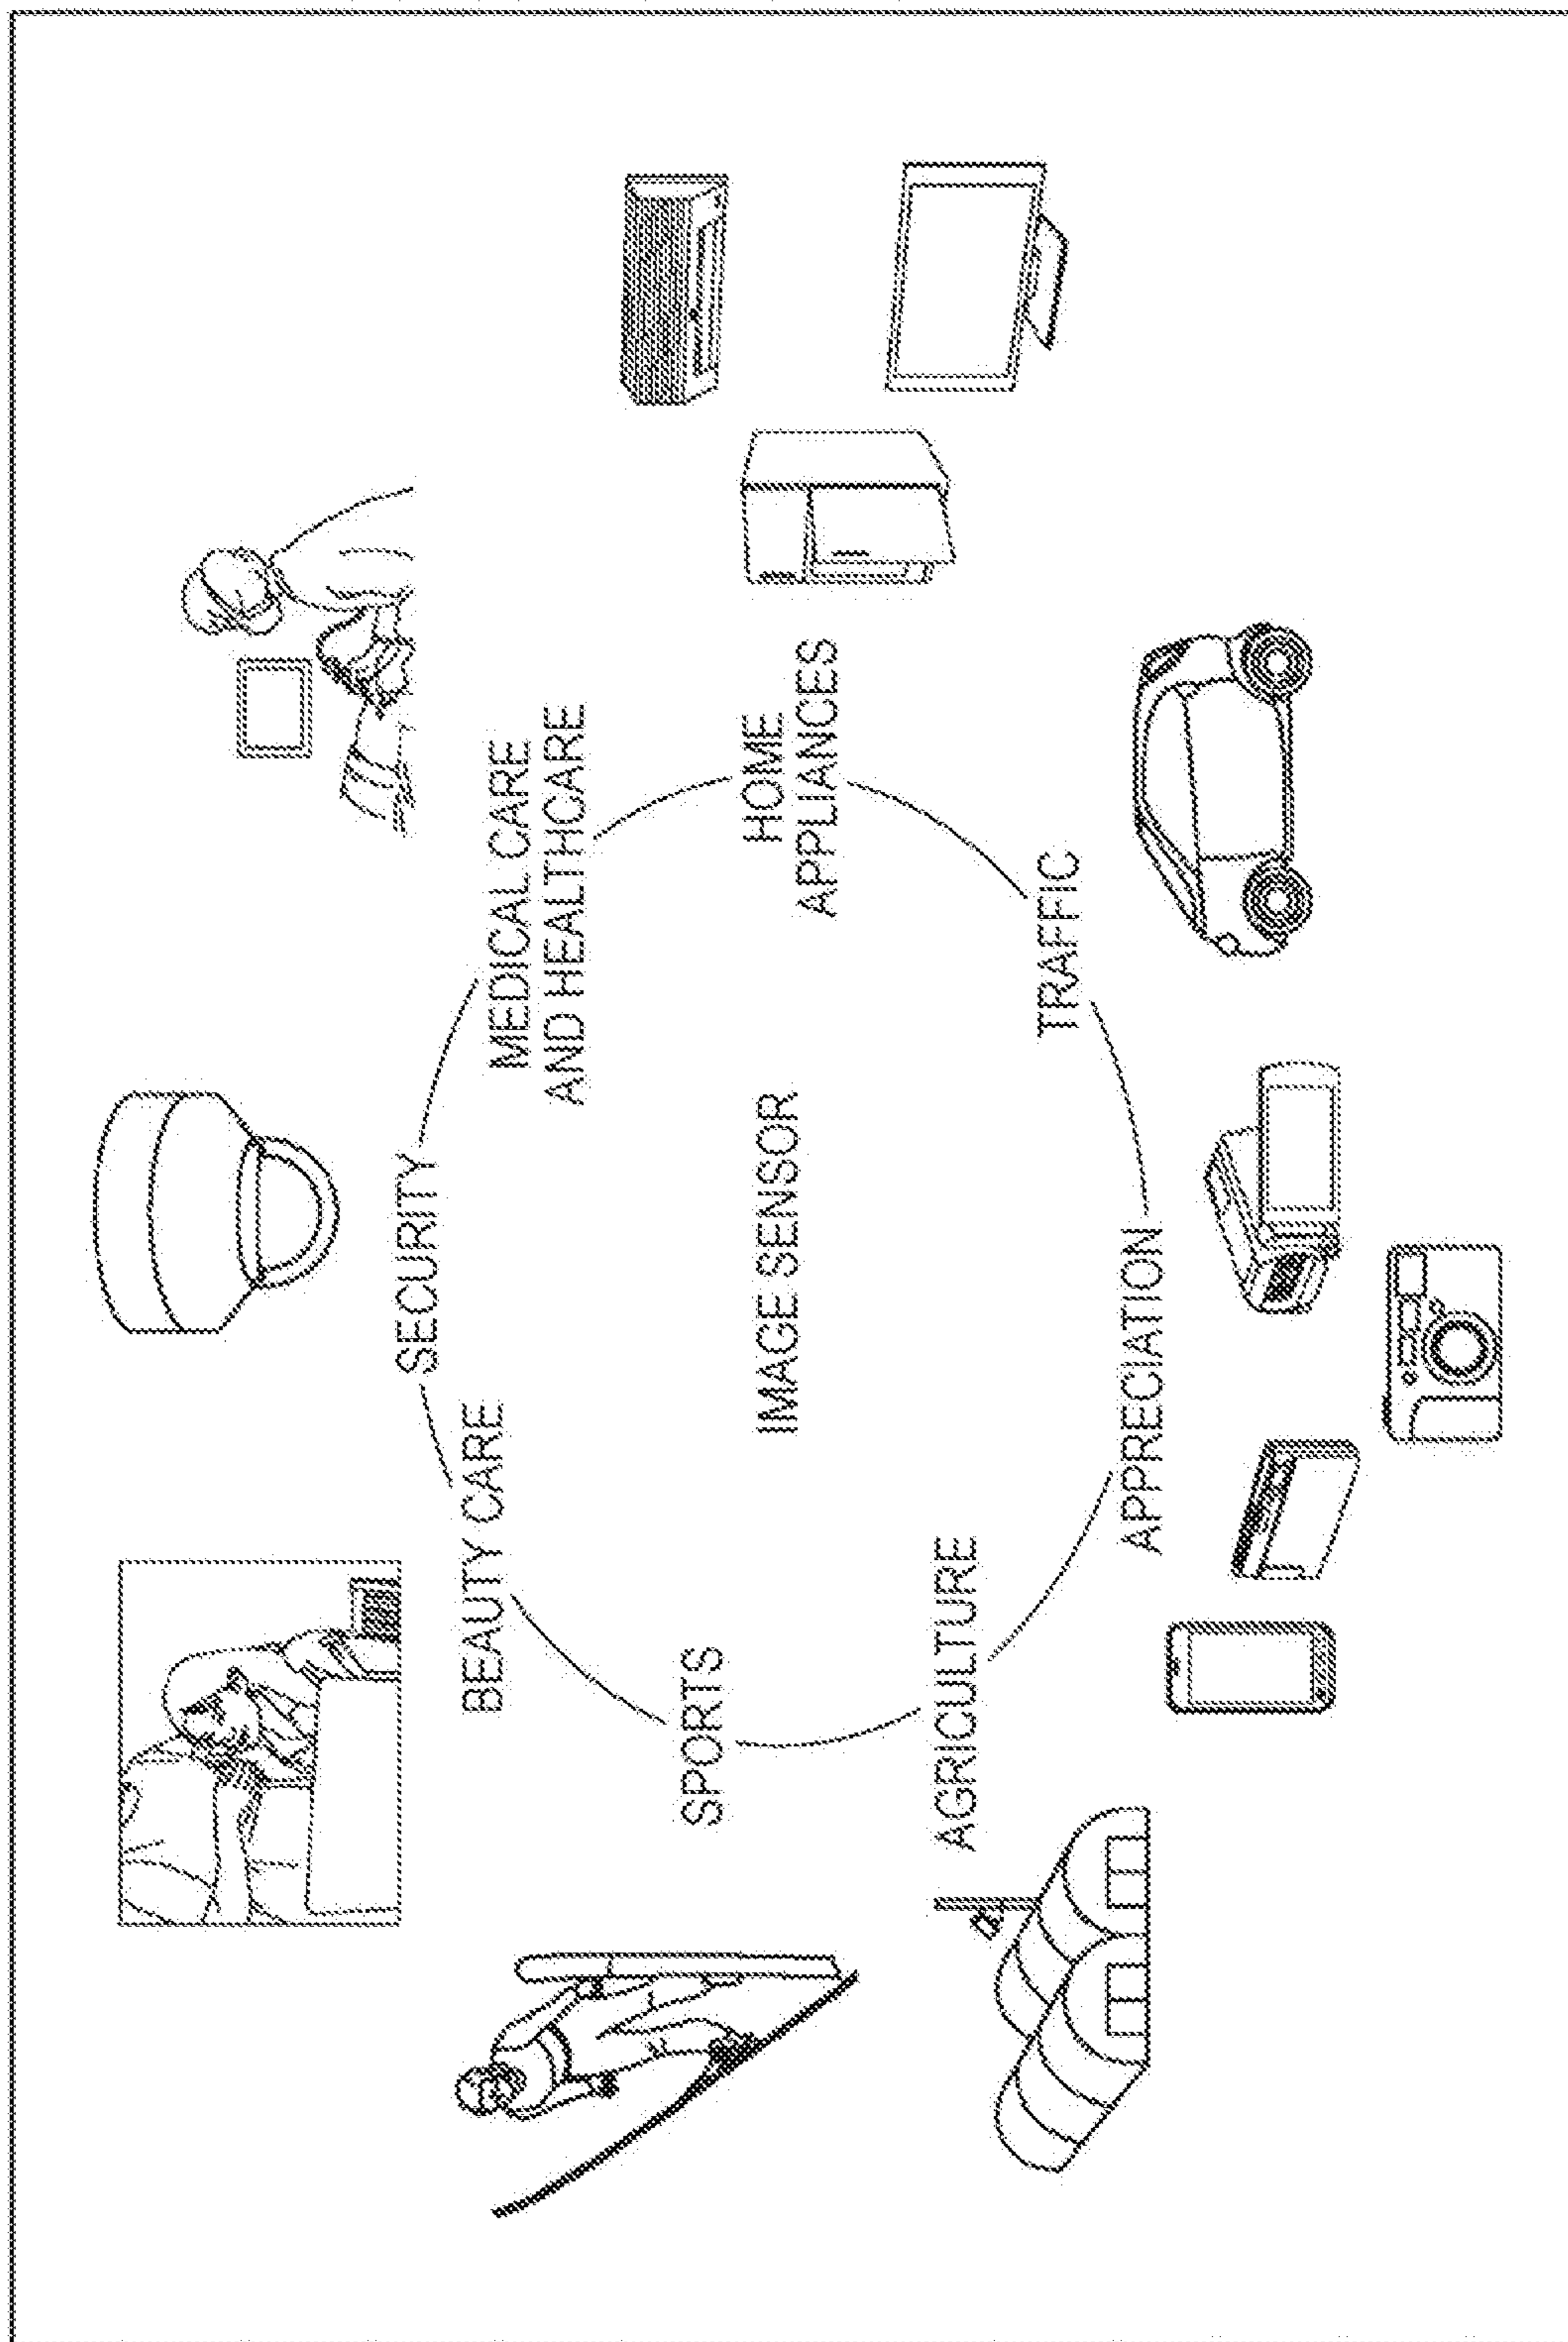 SECURITY
BEAUTY CARE
MEDICAL CARE
AND HEALTHCARE
SPORTS
IMAGE SENSOR
HOME
APPLIANCES
AGRICULTURE
TRAFFIC
APPRECIATION